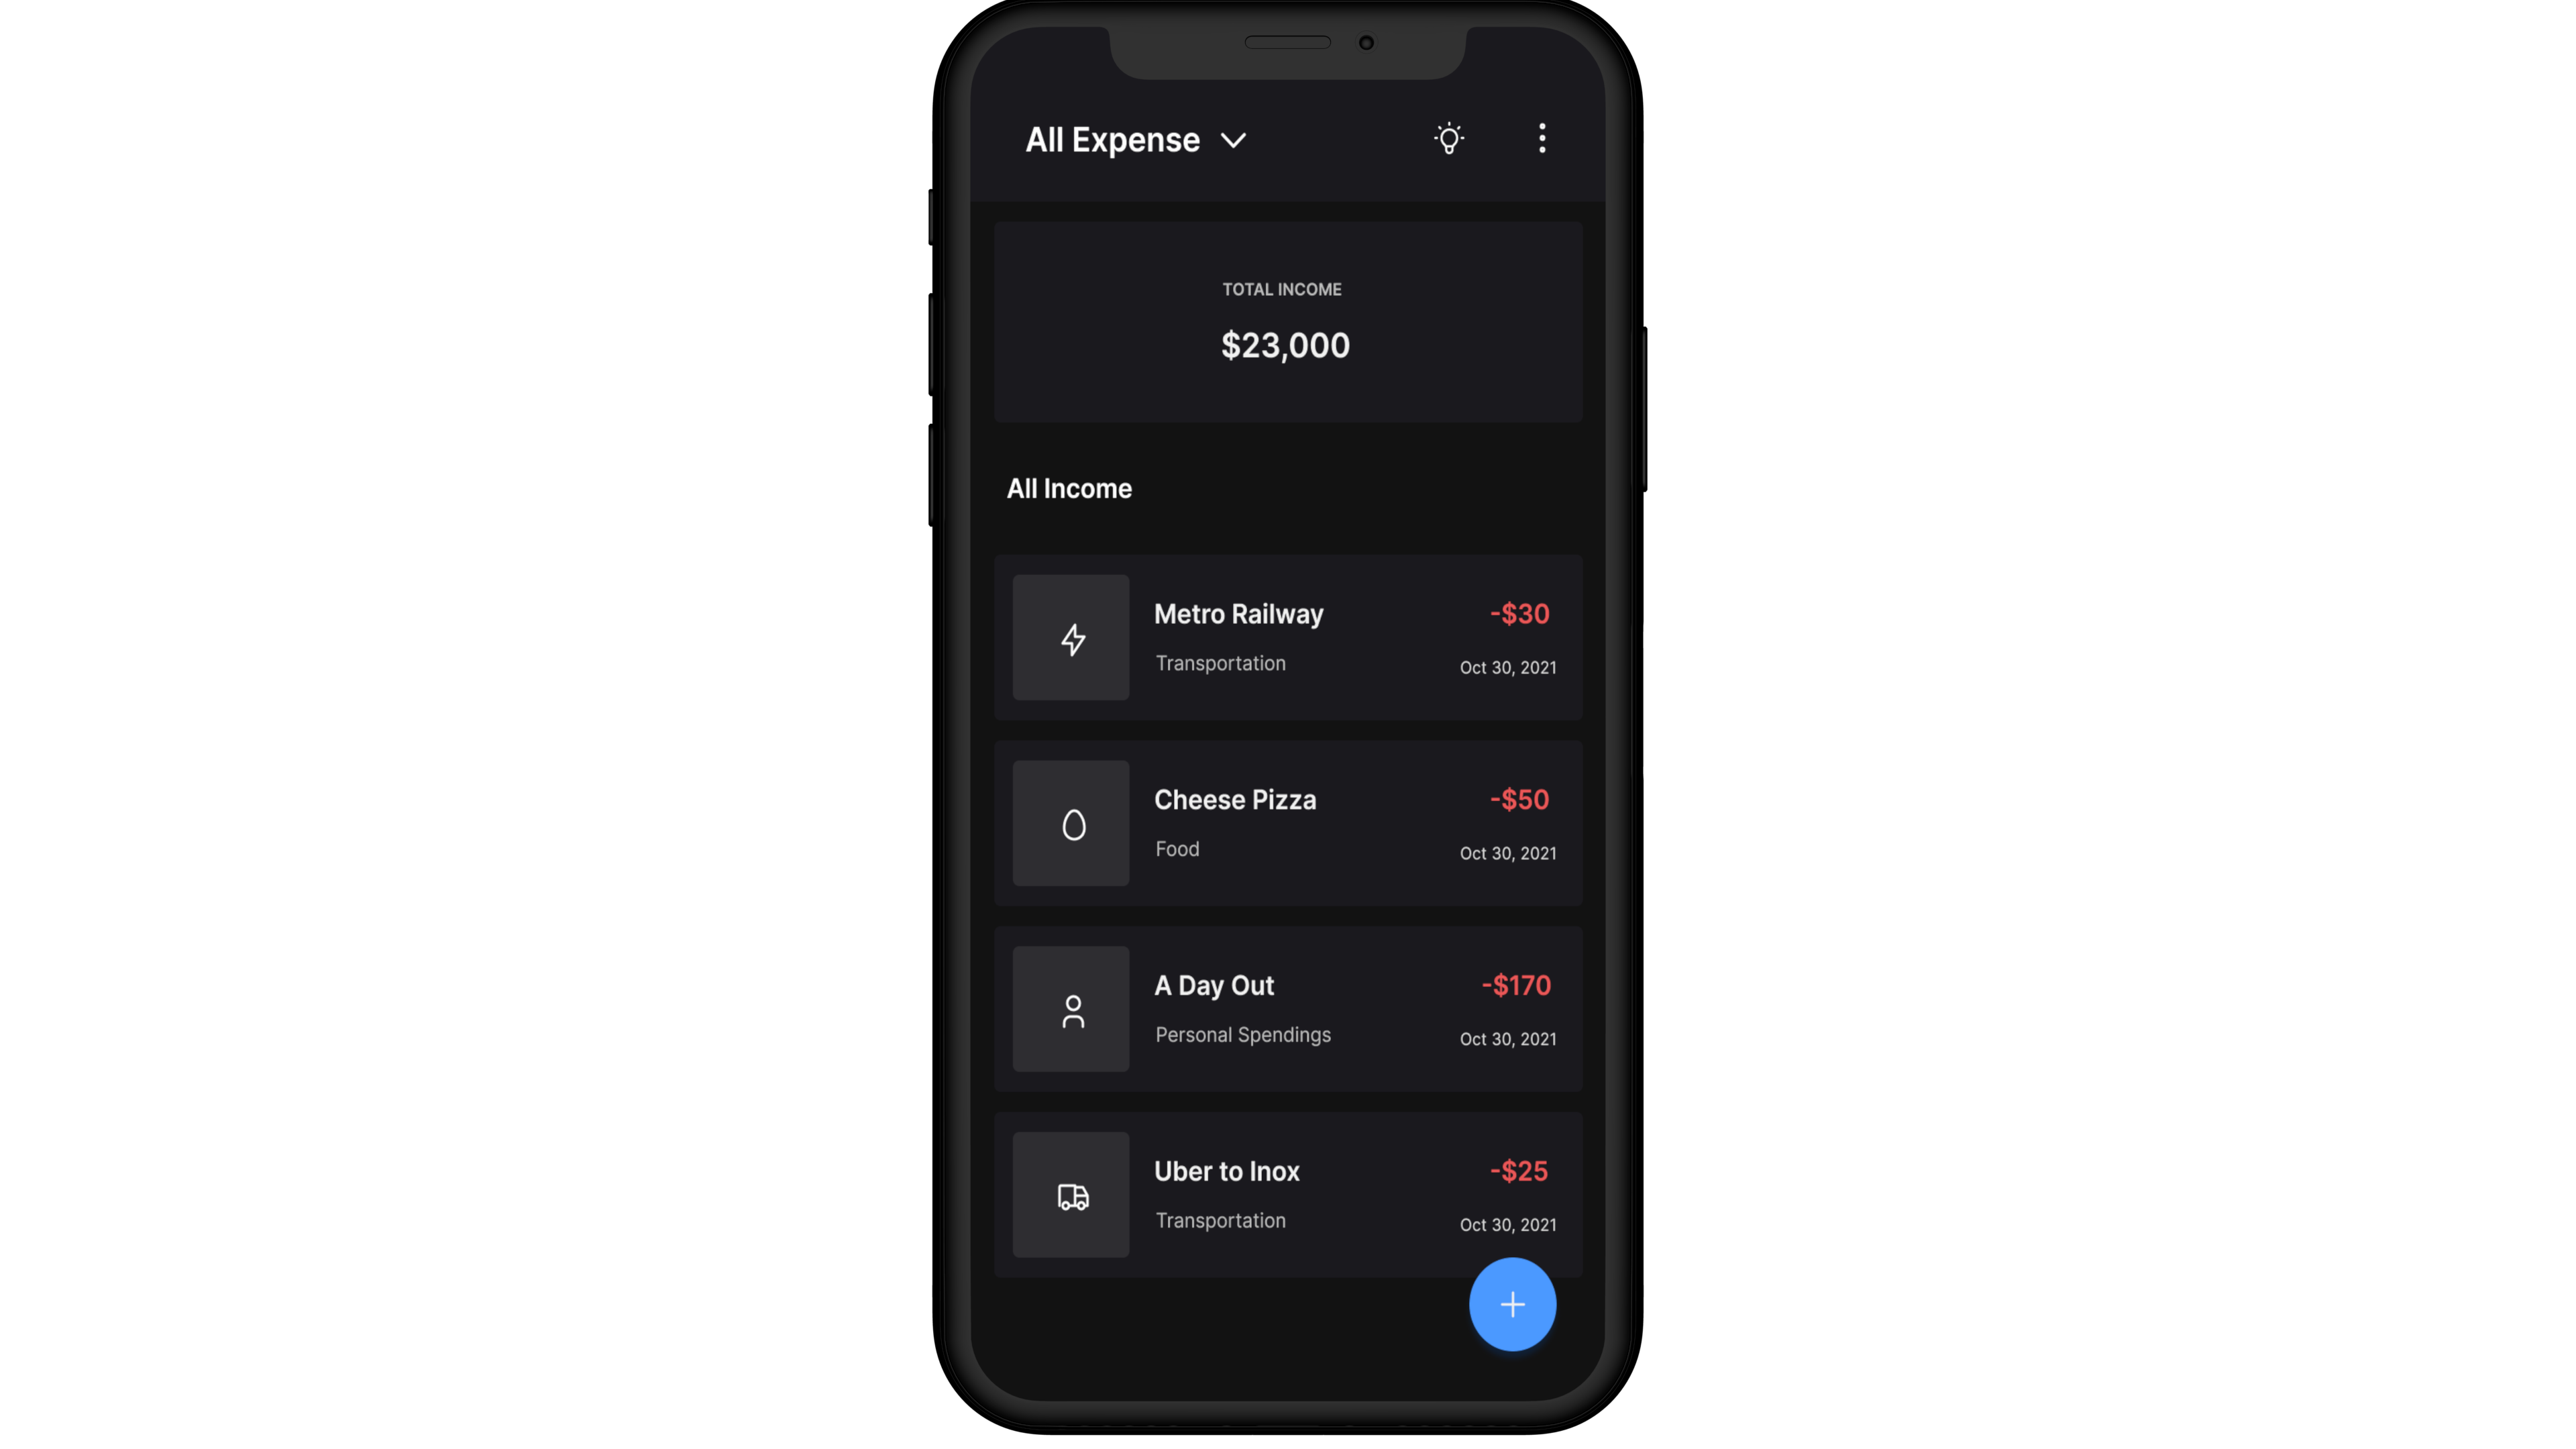 All Expense
TOTAL INCOME
$23,000
All Income
Metro Railway
-$30
Transportation
Oct 30, 2021
Cheese Pizza
-$50
Food
Oct 30, 2021
A Day Out
-$170
Personal Spendings
Oct 30, 2021
Uber to Inox
-$25
Transportation
Oct 30, 2021